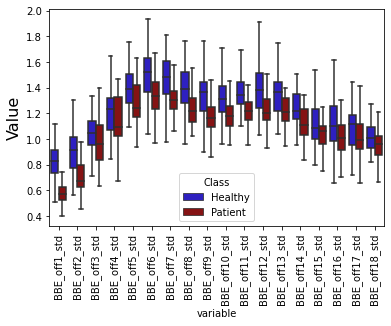 Value
2.0
1.8
1.6
1.4
1.2
1.0
0.8
0.6
0.4
Class
Healthy
Patient
BBE_off1_std
BBE_off2_std
BBE_off3_std
BBE_off4_std
BBE_off5_std
BBE_off6_std
BBE_off7_std
BBE_off8_std
BBE_off9_std
BBE_off10_std
BBE_off11_std
BBE_off12_std
BBE_off13_std
BBE_off14_std
BBE_off15_std
BBE_off16_std
BBE_off17_std
BBE_off18_std
variable